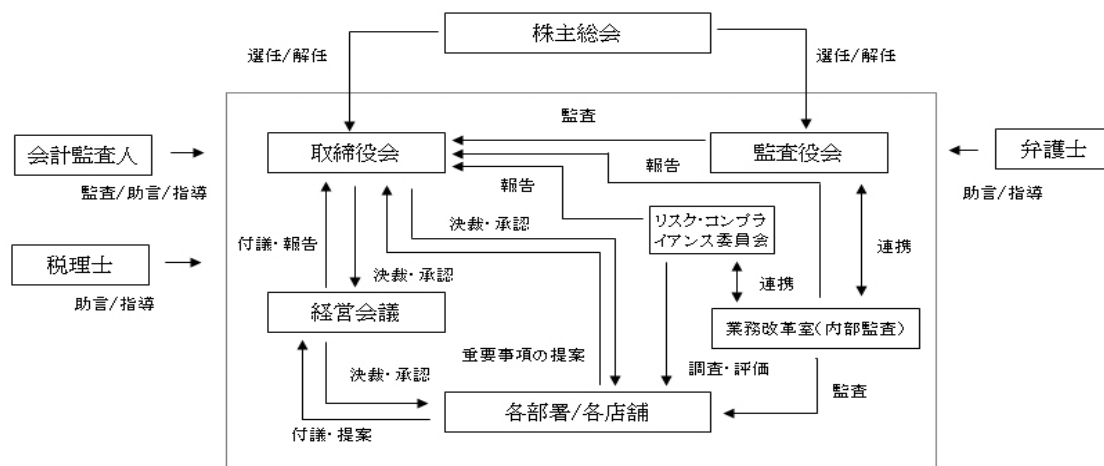 株主総会
選任/解任
選任/解任
会計監査人
監査/助言/指導
取締役会
監査
監査役会
弁護士
助言/指導
報告
報告
リスク・コンプラ
イアンス委員会
付議・報告
決裁・承認
連携
税理士
助言/指導
決裁・承認
連携
経営会議
業務改革室(内部監査)
重要事項の提案
調査・評価
決裁・承認
監査
各部署/各店舗
付議・提案